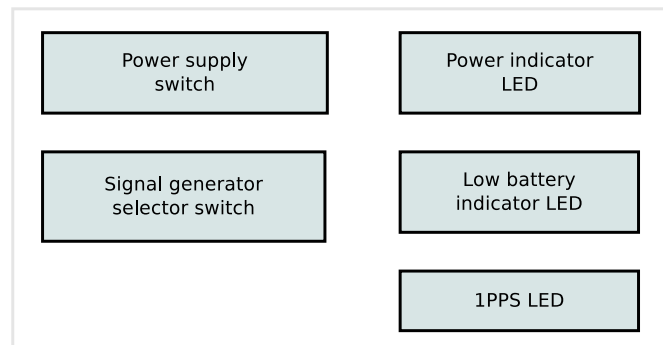 Power supply
switch
Power indicator
LED
Signal generator
selector switch
Low battery
indicator LED
1PPS LED